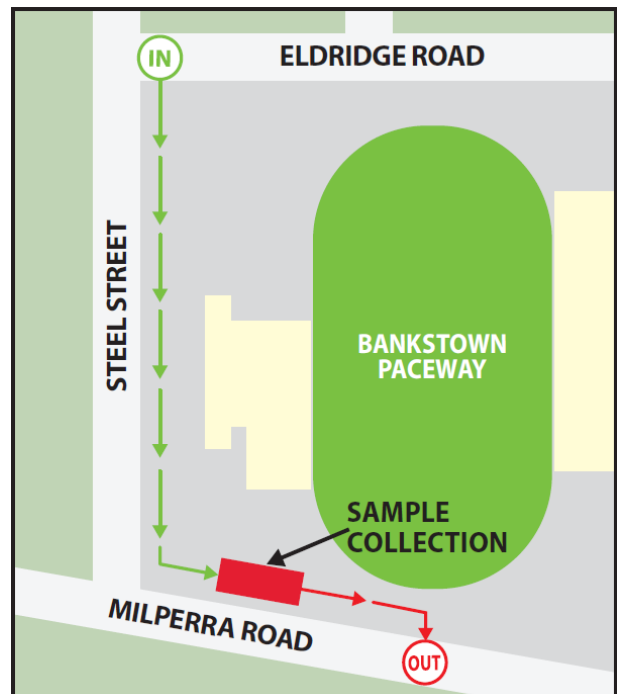 IN
ELDRIDGE ROAD
STEEL STREET
BANKSTOWN
PACEWAY
SAMPLE
COLLECTION
MILPERRA ROAD
OUT